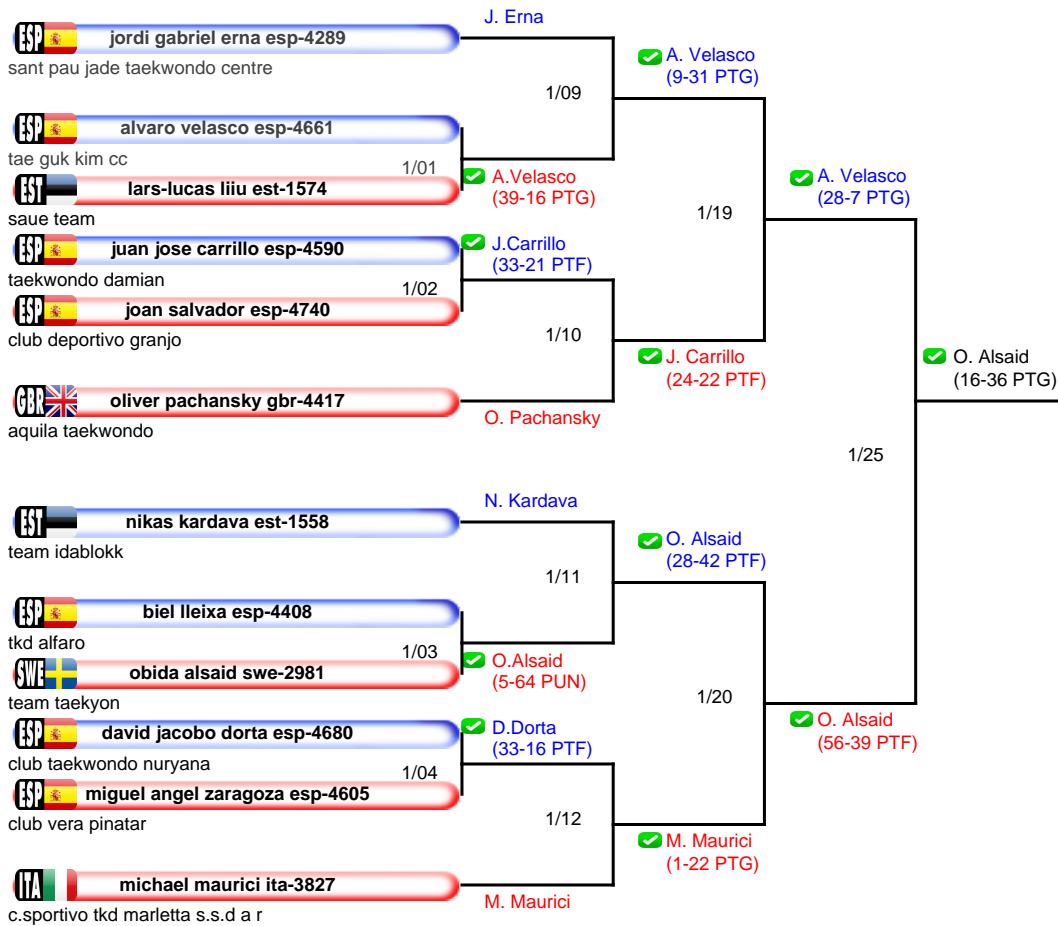 J. Erna
ESP jordi gabriel erna esp-4289
sant pau jade taekwondo centre
A. Velasco
(9-31 PTG)
1/09
ESP alvaro velasco esp-4661
tae guk kim cc
1/01
A.Velasco
(39-16 PTG)
EST lars-lucas liiu est-1574
saue team
A. Velasco
(28-7 PTG)
1/19
ESP juan jose carrillo esp-4590
taekwondo damian
J.Carrillo
(33-21 PTF)
1/02
ESP joan salvador esp-4740
club deportivo granjo
1/10
J. Carrillo
(24-22 PTF)
O. Alsaid
(16-36 PTG)
GBR oliver pachansky gbr-4417
aquila taekwondo
O. Pachansky
1/25
N. Kardava
EST nikas kardava est-1558
team idablokk
O. Alsaid
(28-42 PTF)
1/11
ESP biel lleixa esp-4408
tkd alfaro
1/03
O.Alsaid
(5-64 PUN)
SWE obida alsaid swe-2981
team taekyon
1/20
O. Alsaid
(56-39 PTF)
ESP david jacobo dorta esp-4680
club taekwondo nuryana
D.Dorta
(33-16 PTF)
1/04
ESP miguel angel zaragoza esp-4605
club vera pinatar
1/12
M. Maurici
(1-22 PTG)
ITA michael maurici ita-3827
c.sportivo tkd marletta s.s.d a r
M. Maurici